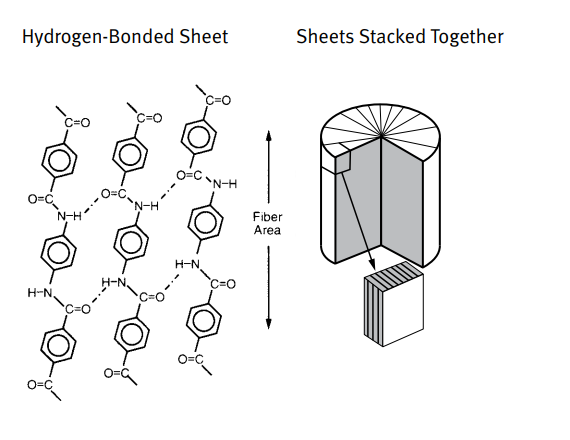 Hydrogen-Bonded Sheet
Sheets Stacked Together
C=O
C=O
C=O
O=C
N-H
O=C
N-H
O=C
N-H
Fiber
Area
H-N
C=O
H-N
C=O
H-N
C=O
O=C
O=C
O=C